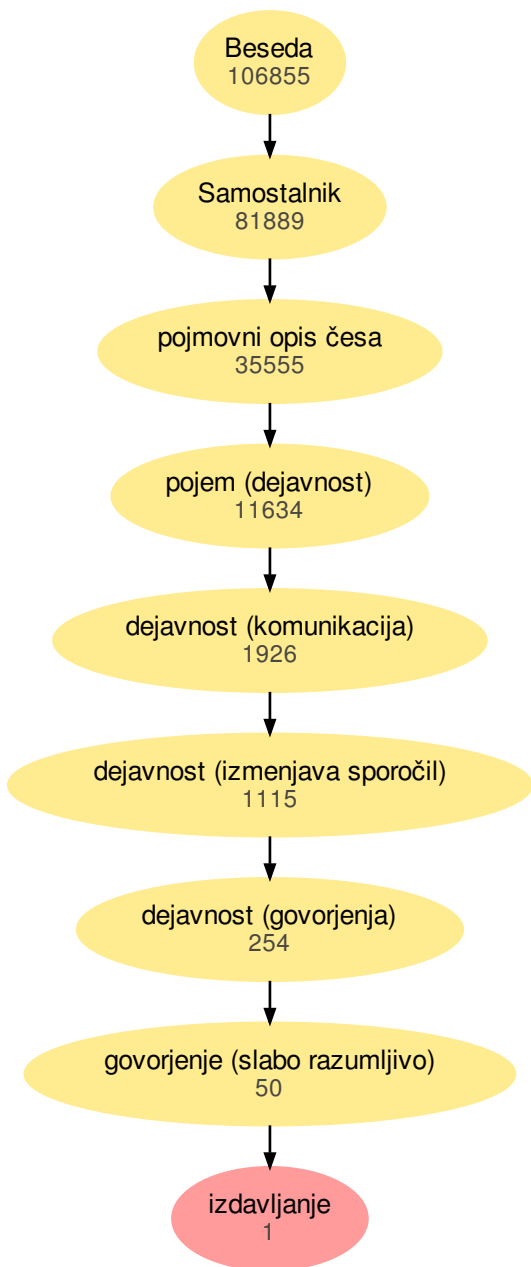 Beseda
106855
Samostalnik
81889
pojmovni opis česa
35555
pojem (dejavnost)
11634
dejavnost (komunikacija)
1926
dejavnost (izmenjava sporočil)
1115
dejavnost (govorjenja)
254
govorjenje (slabo razumljivo)
50
izdavljanje
1